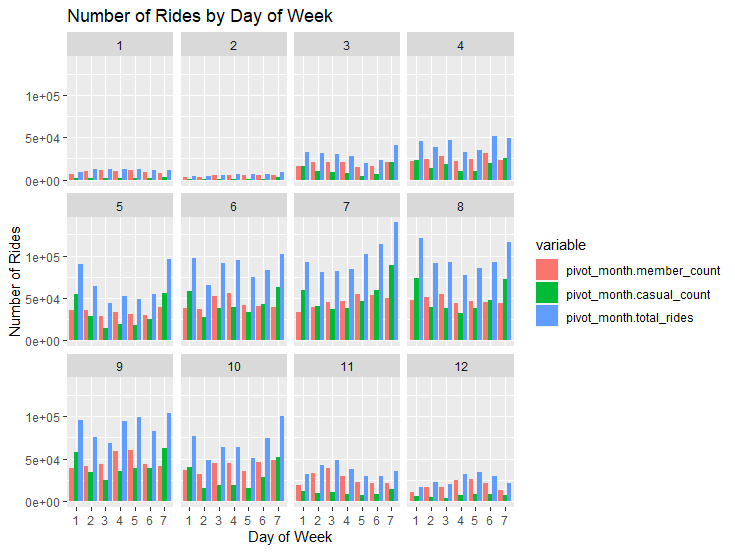 Number of Rides by Day of Week
1 2 3 4
1e+05
5e+04
0e+00
5 6 7 8
1e+05
5e+04
0e+00
9 10 11 12
1e+05
5e+04
0e+00
1 2 3 4 5 6 7 1 2 3 4 5 6 7 1 2 3 4 5 6 7 1 2 3 4 5 6 7
Day of Week
Number of Rides
variable
pivot_month.member_count
pivot_month.casual_count
pivot_month.total_rides